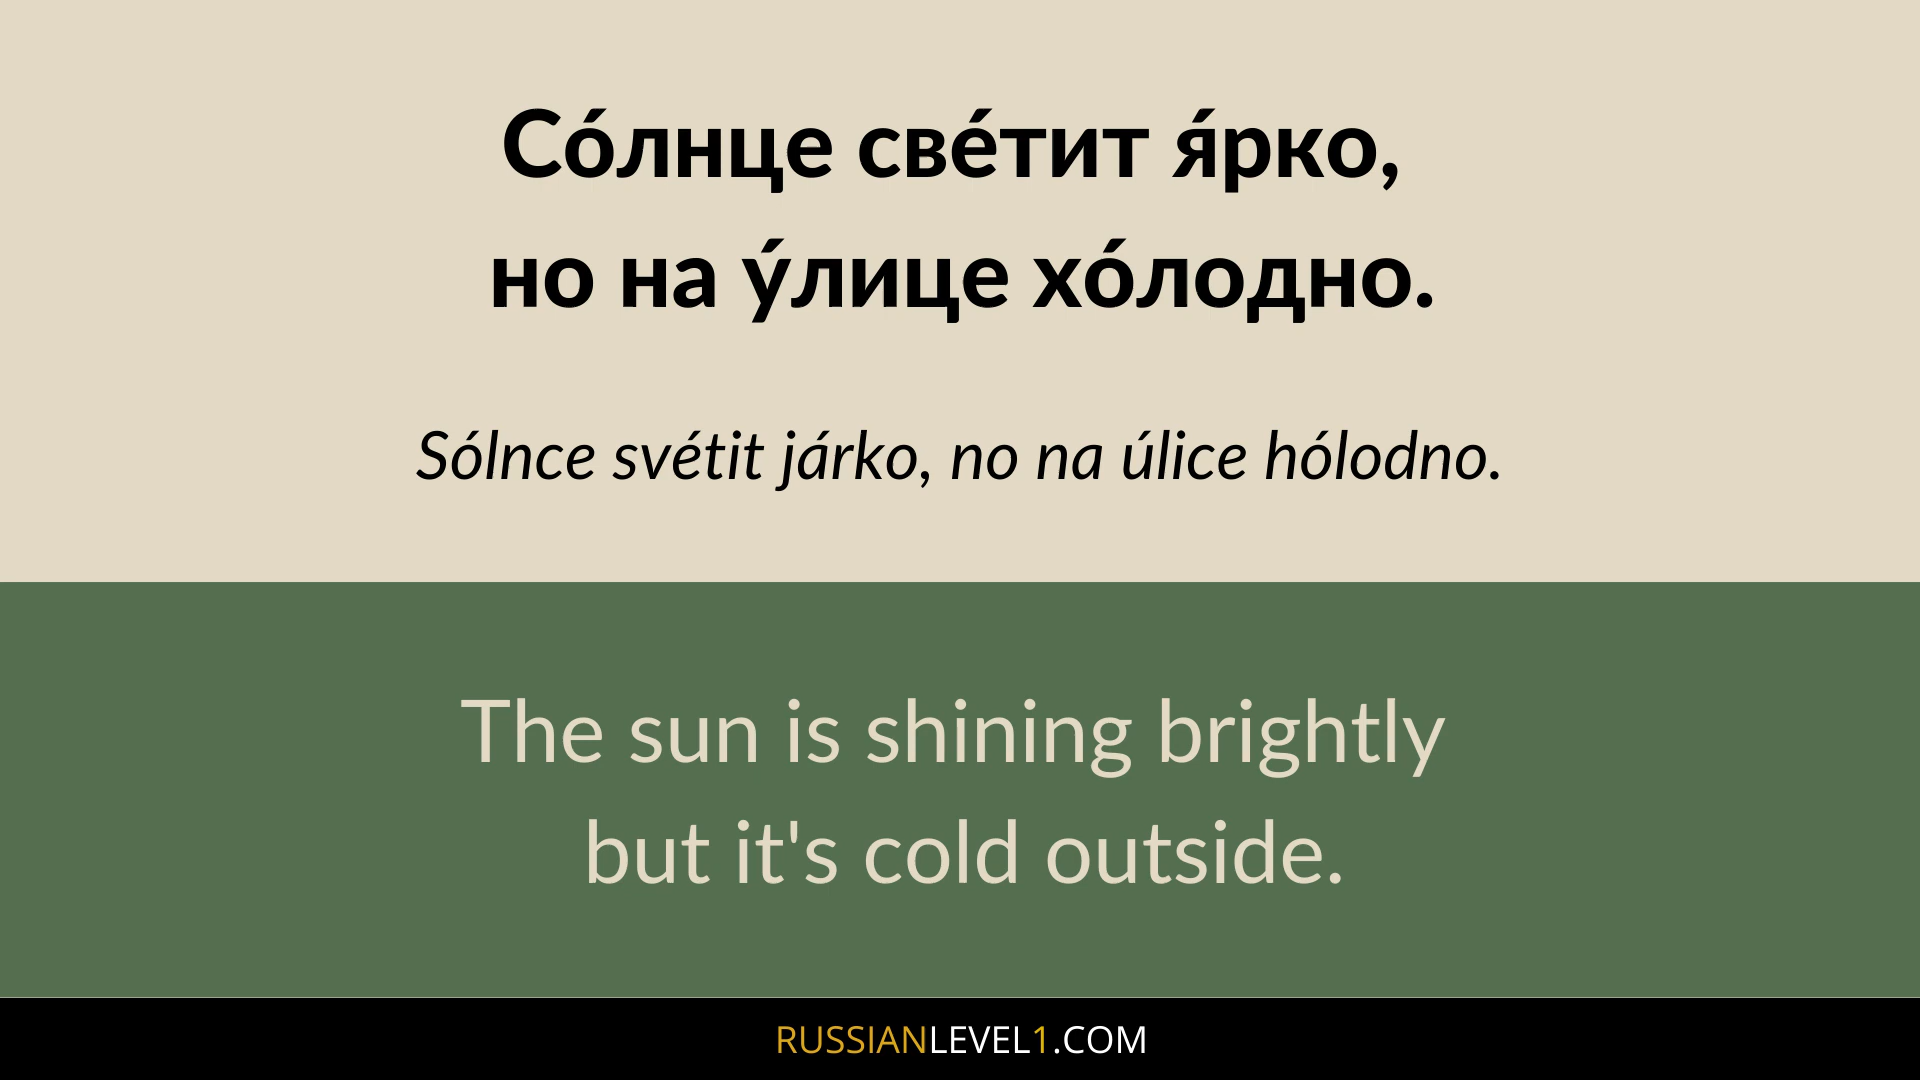 Со́лнце све́тит я́рко,
но на у́лице хо́лодно.
Sólnce svétit járko, no na úlice hólodno.
The sun is shining brightly
but it's cold outside.
RUSSIANLEVEL1.COM